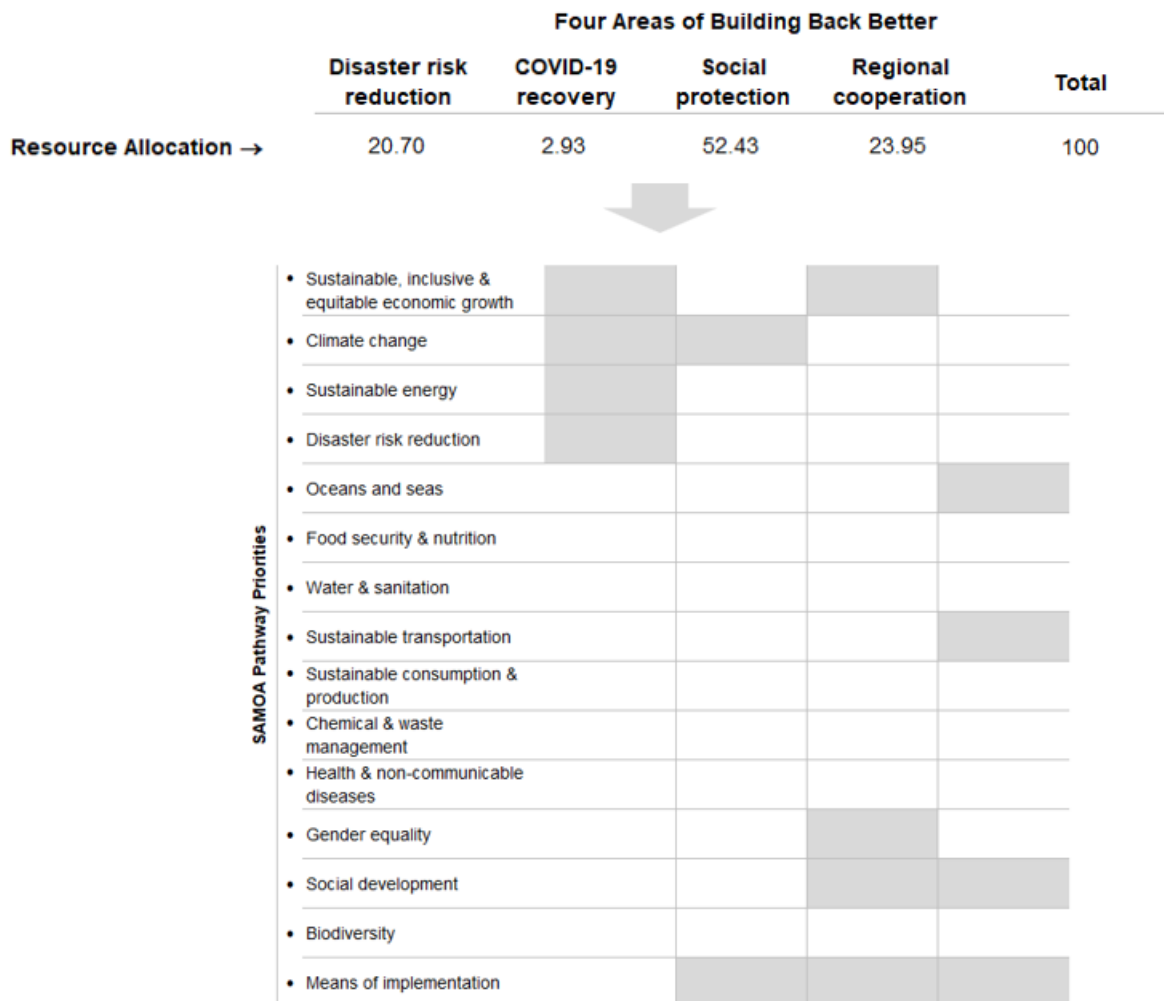 Four Areas of Building Back Better
Disaster risk reduction COVID-19 recovery Social protection Regional cooperation Total
Resource Allocation → 20.70 2.93 52.43 23.95 100
SAMOA Pathway Priorities
• Sustainable, inclusive &
equitable economic growth
• Climate change
• Sustainable energy
• Disaster risk reduction
• Oceans and seas
• Food security & nutrition
• Water & sanitation
• Sustainable transportation
• Sustainable consumption &
production
• Chemical & waste
management
• Health & non-communicable
diseases
• Gender equality
• Social development
• Biodiversity
• Means of implementation